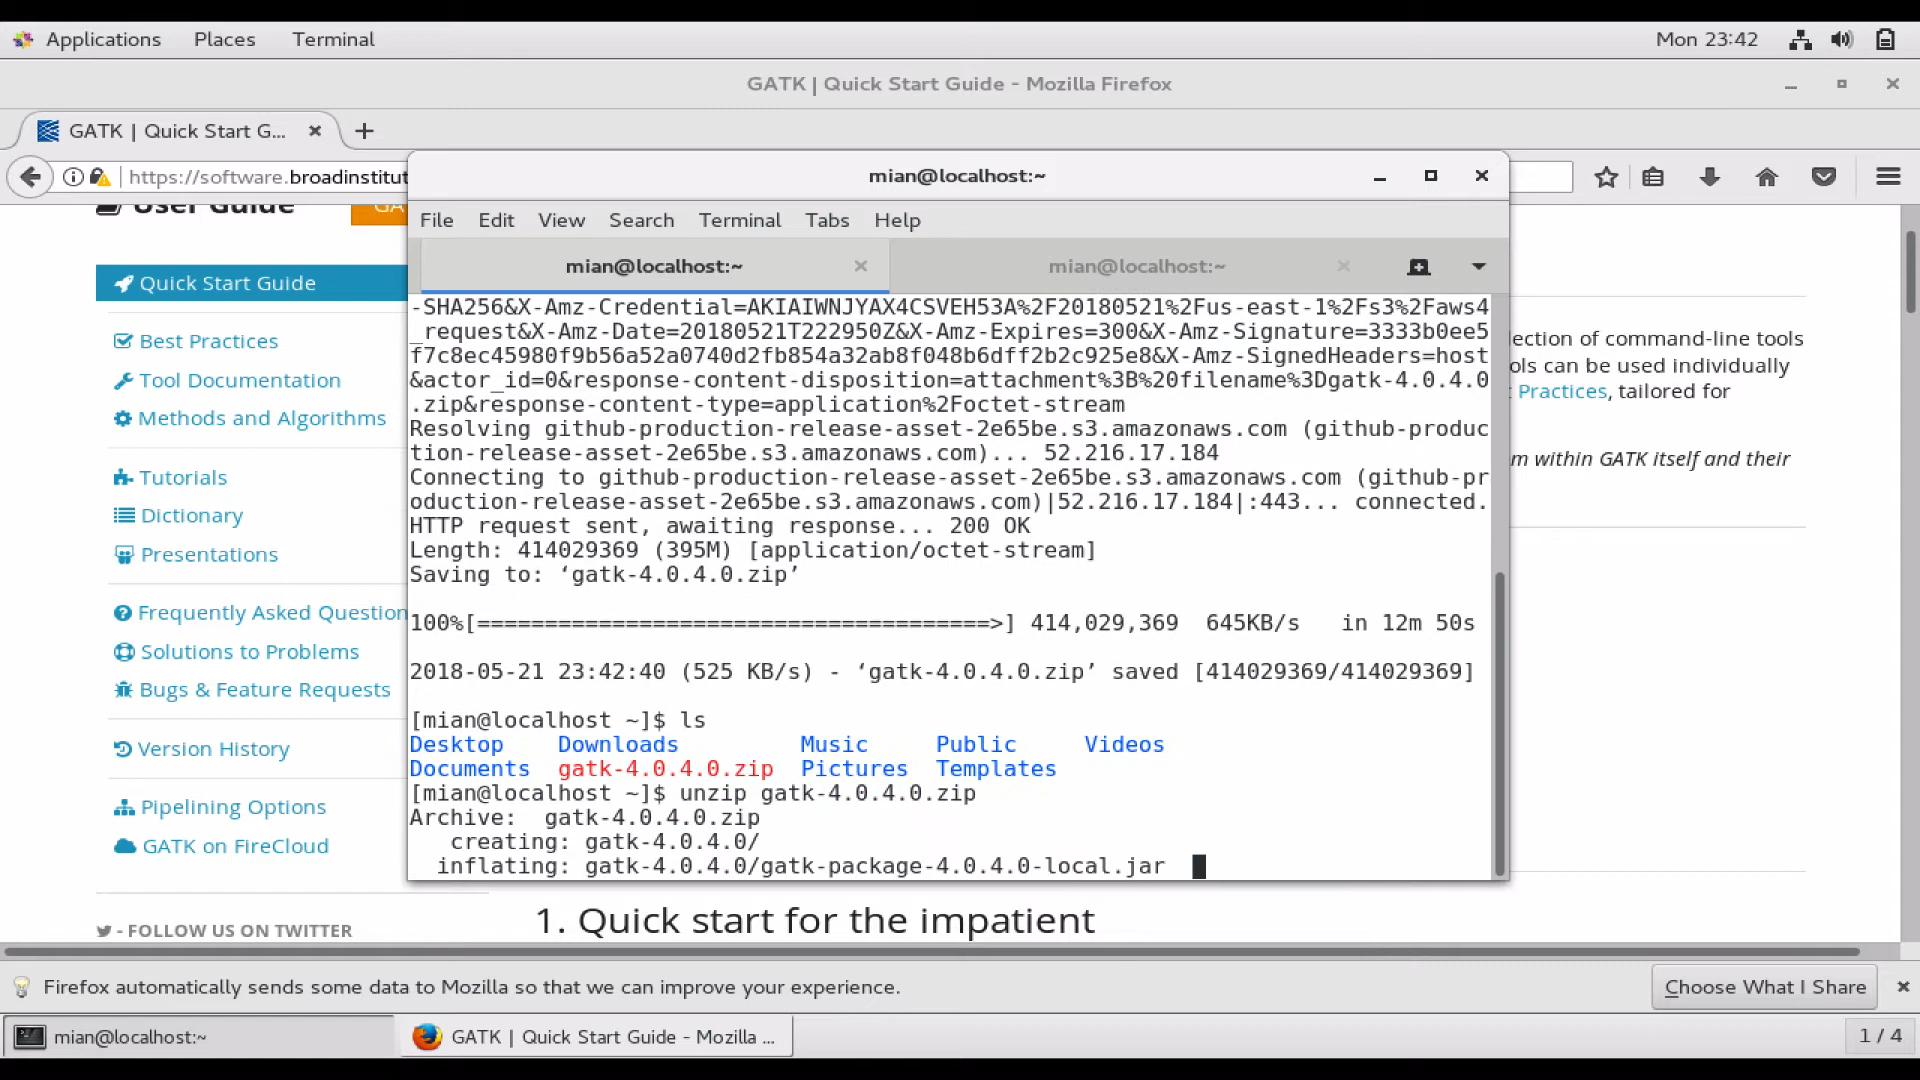 Applications Places Terminal Mon 23:42
GATK | Quick Start Guide - Mozilla Firefox
GATK | Quick Start G...
https://software.broadinstitut
mian@localhost:~
File Edit View Search Terminal Tabs Help
mian@localhost:~ mian@localhost:~
User Guide
GA
Quick Start Guide
Best Practices
Tool Documentation
Methods and Algorithms
Tutorials
Dictionary
Presentations
Frequently Asked Question
Solutions to Problems
Bugs & Feature Requests
Version History
Pipelining Options
GATK on FireCloud
- FOLLOW US ON TWITTER
-SHA256&X-Amz-Credential=AKIAIWNJYAX4CSVEH53A%2F20180521%2Fus-east-1%2Fs3%2Faws4
_request&X-Amz-Date=20180521T222950Z&X-Amz-Expires=300&X-Amz-Signature=3333b0ee5
f7c8ec45980f9b56a52a0740d2fb854a32ab8f048b6dff2b2c925e8&X-Amz-SignedHeaders=host
&actor_id=0&response-content-disposition=attachment%3B%20filename%3Dgatk-4.0.4.0
.zip&response-content-type=application%2Foctet-stream
Resolving github-production-release-asset-2e65be.s3.amazonaws.com (github-produc
tion-release-asset-2e65be.s3.amazonaws.com)... 52.216.17.184
Connecting to github-production-release-asset-2e65be.s3.amazonaws.com (github-pr
oduction-release-asset-2e65be.s3.amazonaws.com)|52.216.17.184|:443... connected.
HTTP request sent, awaiting response... 200 OK
Length: 414029369 (395M) [application/octet-stream]
Saving to: ‘gatk-4.0.4.0.zip’
100%[======================================>] 414,029,369 645KB/s in 12m 50s
2018-05-21 23:42:40 (525 KB/s) - ‘gatk-4.0.4.0.zip’ saved [414029369/414029369]
[mian@localhost ~]$ ls
Desktop Downloads Music Public Videos
Documents gatk-4.0.4.0.zip Pictures Templates
[mian@localhost ~]$ unzip gatk-4.0.4.0.zip
Archive: gatk-4.0.4.0.zip
creating: gatk-4.0.4.0/
inflating: gatk-4.0.4.0/gatk-package-4.0.4.0-local.jar
lection of command-line tools
ols can be used individually
Practices, tailored for
m within GATK itself and their
1. Quick start for the impatient
Firefox automatically sends some data to Mozilla so that we can improve your experience. Choose What I Share
mian@localhost:~ GATK | Quick Start Guide - Mozilla ... 1 / 4